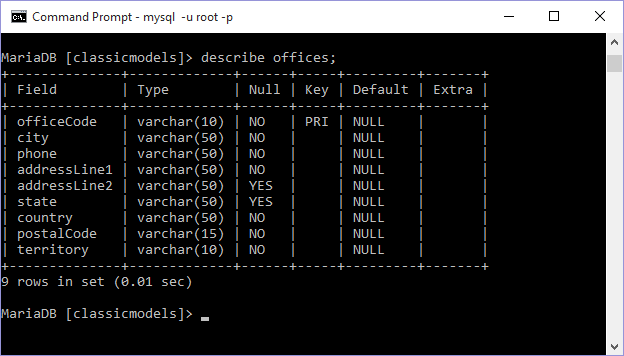 Command Prompt - mysql  -u root -p
MariaDB [classicmodels]> describe offices;
+--------------+-------------+------+-----+---------+-------+
| Field        | Type        | Null | Key | Default | Extra |
+--------------+-------------+------+-----+---------+-------+
| officeCode   | varchar(10) | NO   | PRI | NULL    |       |
| city         | varchar(50) | NO   |     | NULL    |       |
| phone        | varchar(50) | NO   |     | NULL    |       |
| addressLine1 | varchar(50) | NO   |     | NULL    |       |
| addressLine2 | varchar(50) | YES  |     | NULL    |       |
| state        | varchar(50) | YES  |     | NULL    |       |
| country      | varchar(50) | NO   |     | NULL    |       |
| postalCode   | varchar(15) | NO   |     | NULL    |       |
| territory    | varchar(10) | NO   |     | NULL    |       |
+--------------+-------------+------+-----+---------+-------+
9 rows in set (0.01 sec)
MariaDB [classicmodels]> _